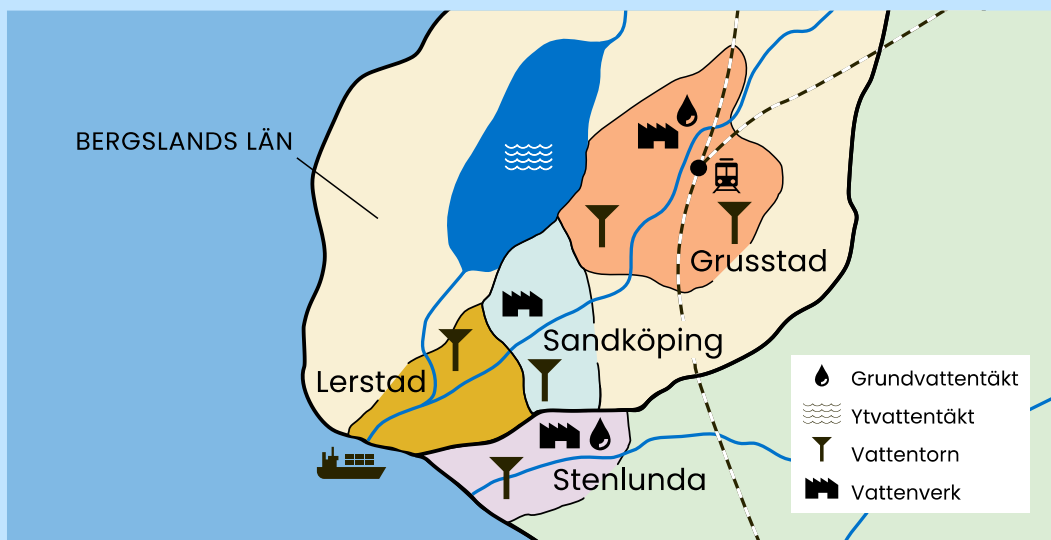 BERGSLANDS LÄN
Grusstad
Sandköping
Lerstad
Stenlunda
Grundvattentäkt
Ytvattentäkt
Vattentorn
Vattenverk